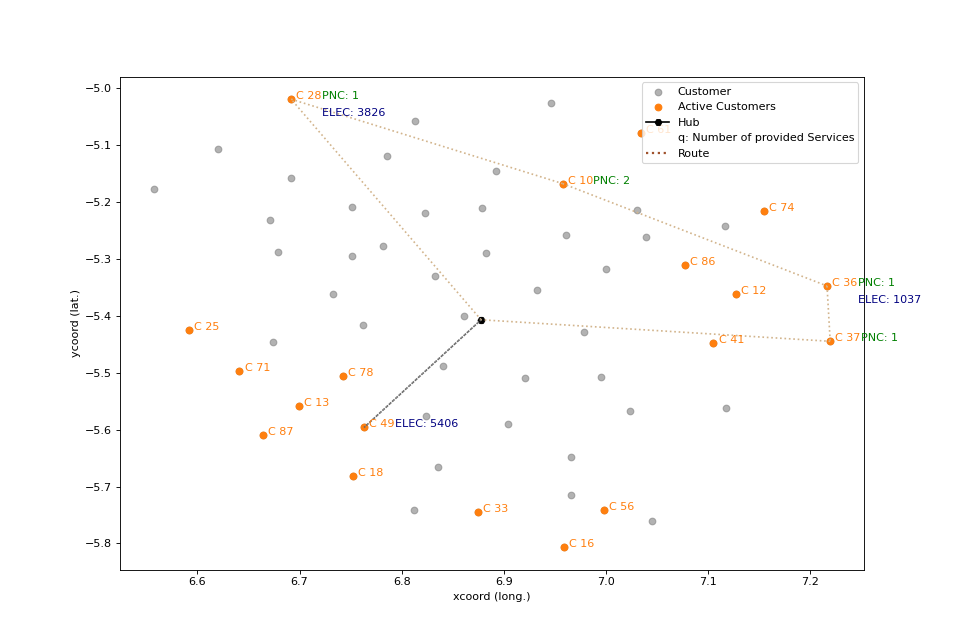 −5.0
−5.1
−5.2
−5.3
−5.4
−5.5
−5.6
−5.7
−5.8
ycoord (lat.)
6.6 6.7 6.8 6.9 7.0 7.1 7.2
xcoord (long.)
Customer
Active Customers
Hub
q: Number of provided Services
Route
C 28 PNC: 1
ELEC: 3826
C 10 PNC: 2
C 74
C 86
C 36 PNC: 1
C 12
ELEC: 1037
C 25
C 41
C 37 PNC: 1
C 71
C 78
C 13
C 87
C 49 ELEC: 5406
C 18
C 33
C 56
C 16